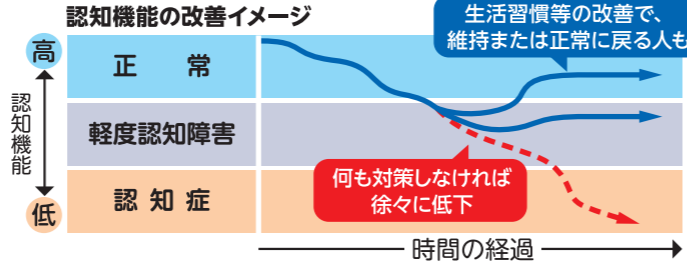 認知機能の改善イメージ
生活習慣等の改善で、
維持または正常に戻る人も
高
正常
認知機能
軽度認知障害
何も対策しなければ
徐々に低下
認知症
低
時間の経過